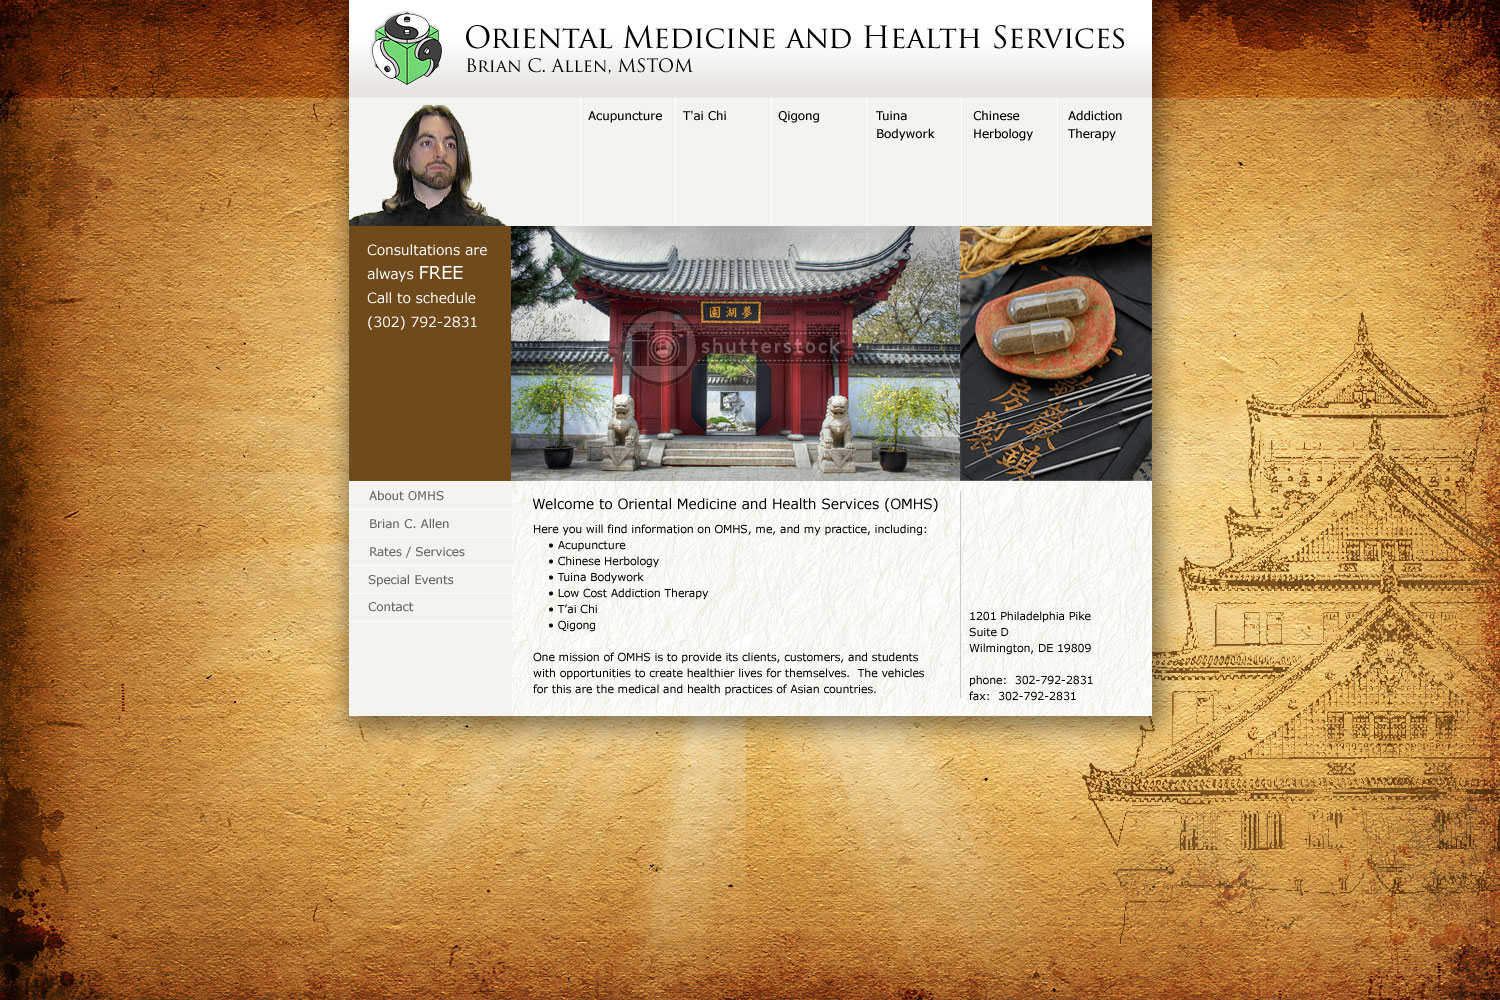 ORIENTAL MEDICINE AND HEALTH SERVICES
BRIAN C. ALLEN, MSTOM
Acupuncture
T'ai Chi
Qigong
Tuina
Bodywork
Chinese
Herbology
Addiction
Therapy
Consultations are
always FREE
Call to schedule
(302) 792-2831
園湖夢
shutterstock
About OMHS
Brian C. Allen
Rates / Services
Special Events
Contact
Welcome to Oriental Medicine and Health Services (OMHS)
Here you will find information on OMHS, me, and my practice, including:
• Acupuncture
• Chinese Herbology
• Tuina Bodywork
• Low Cost Addiction Therapy
• T’ai Chi
• Qigong
One mission of OMHS is to provide its clients, customers, and students
with opportunities to create healthier lives for themselves.  The vehicles
for this are the medical and health practices of Asian countries.
1201 Philadelphia Pike
Suite D
Wilmington, DE 19809
phone:  302-792-2831
fax:  302-792-2831